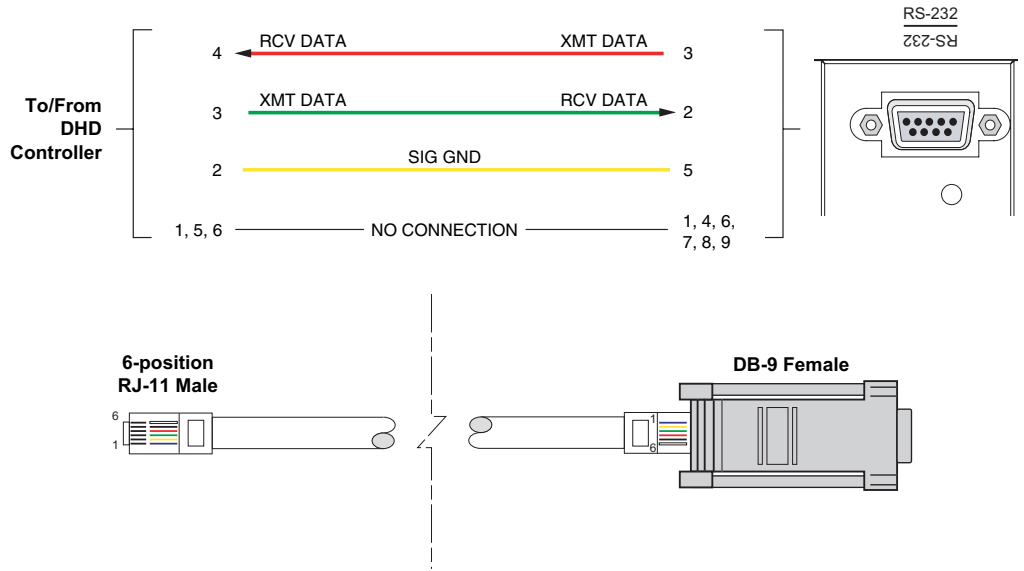 RS-232
RS-232
4 RCV DATA XMT DATA 3
To/From
DHD
Controller
3 XMT DATA RCV DATA 2
2 SIG GND 5
1, 5, 6 NO CONNECTION 1, 4, 6,
7, 8, 9
6-position
RJ-11 Male
DB-9 Female
6
1
1
6